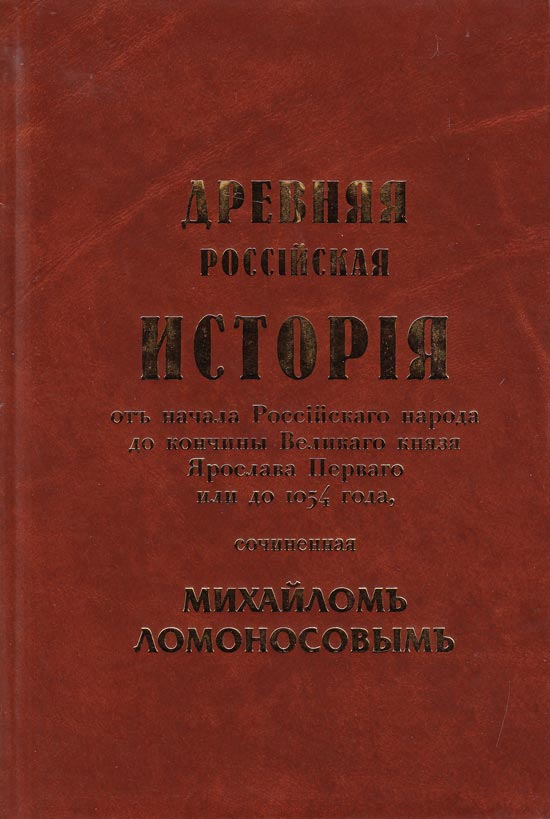 ДРЕВНЯЯ
РОССІЙСКАЯ
ИСТОРІЯ
отъ начала Россійскаго народа
до кончины Великаго князя
Ярослава Перваго
или до 1054 года,
сочиненная
МИХАЙЛОМЪ
ЛОМОНОСОВЫМЪ